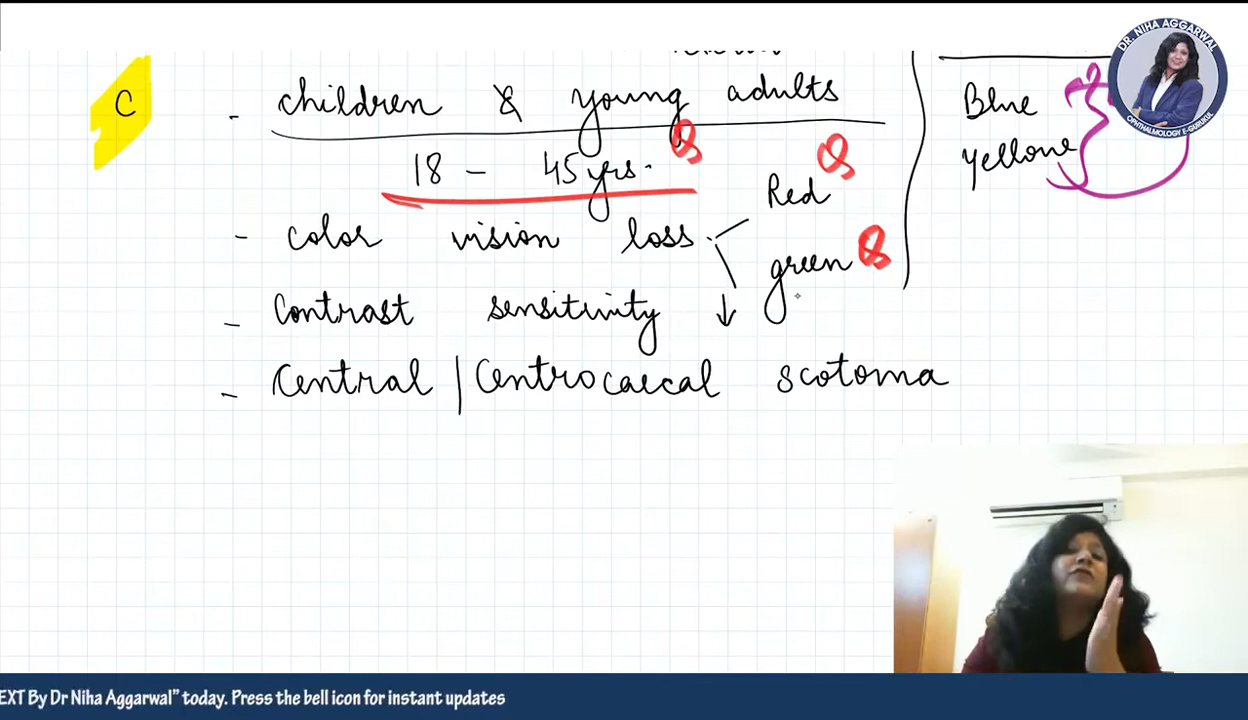 C
- children & young adults
18 - 45 yrs.
- color vision loss Red
green
- Contrast sensitivity ↓
- Central | Centrocaecal scotoma
Blue
Yellone
DR. NIHA AGGARWAL
OPHTHALMOLOGY E-GURUKUL
EXT By Dr Niha Aggarwal" today. Press the bell icon for instant updates